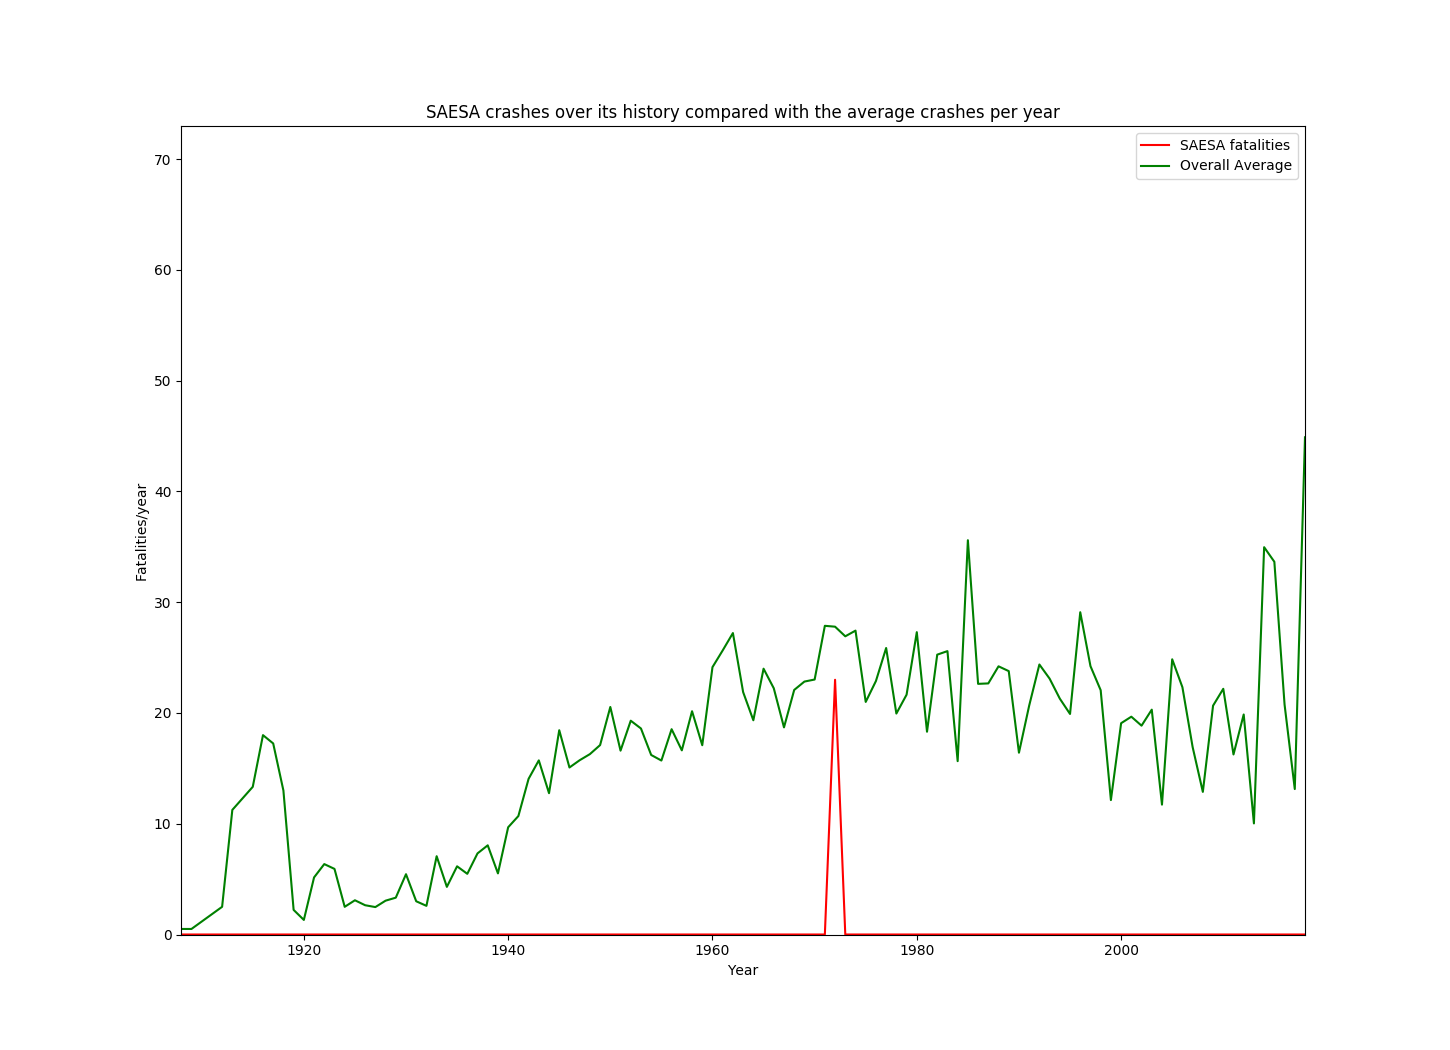 SAESA crashes over its history compared with the average crashes per year
SAESA fatalities
Overall Average
70
60
50
40
30
20
10
0
Fatalities/year
1920 1940 1960 1980 2000
Year